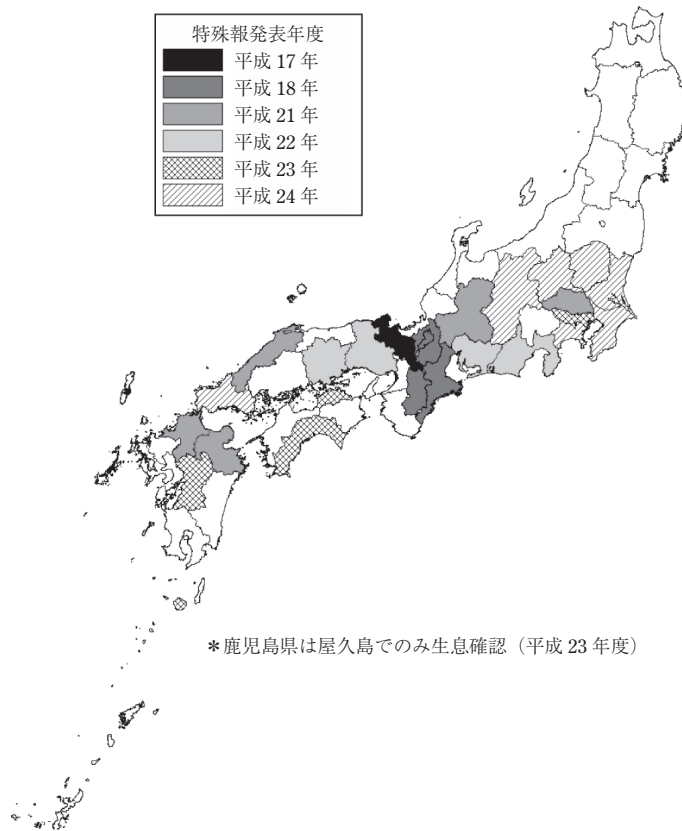 特殊報発表年度
平成 17 年
平成 18 年
平成 21 年
平成 22 年
平成 23 年
平成 24 年
*鹿児島県は屋久島でのみ生息確認（平成 23 年度）